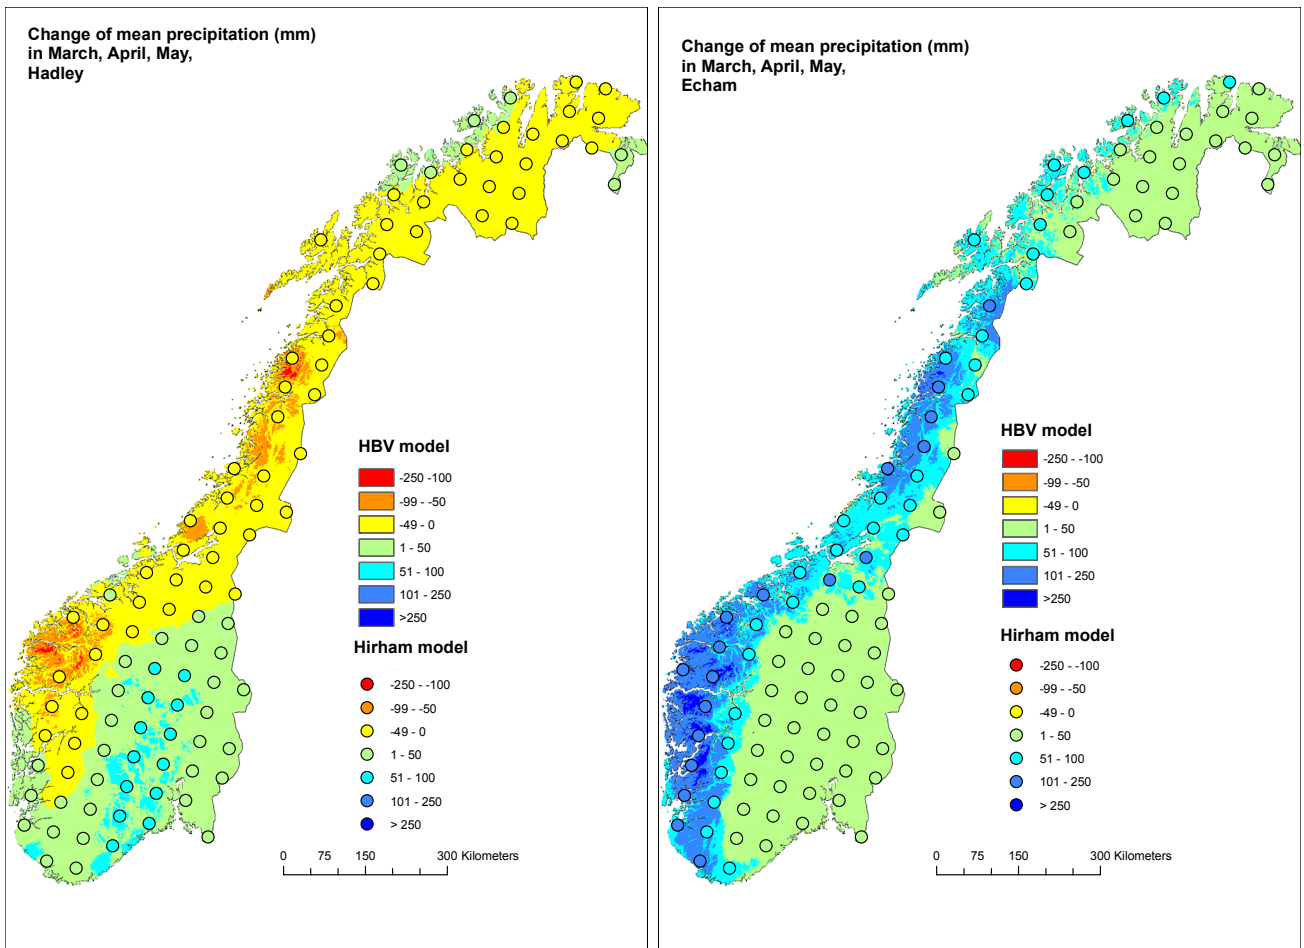 Change of mean precipitation (mm)
in March, April, May,
Hadley
HBV model
-250 -100
-99 - -50
-49 - 0
1 - 50
51 - 100
101 - 250
>250
Hirham model
-250 - -100
-99 - -50
-49 - 0
1 - 50
51 - 100
101 - 250
> 250
0 75 150 300 Kilometers
Change of mean precipitation (mm)
in March, April, May,
Echam
HBV model
-250 - -100
-99 - -50
-49 - 0
1 - 50
51 - 100
101 - 250
>250
Hirham model
-250 - -100
-99 - -50
-49 - 0
1 - 50
51 - 100
101 - 250
> 250
0 75 150 300 Kilometers